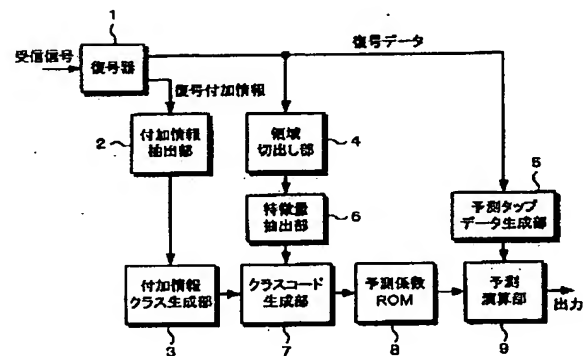 1
受信信号
復号器
復号データ
復号付加情報
2
付加情報
抽出部
領域
切出し部
4
5
予測タップ
データ生成部
特徴量
抽出部
6
付加情報
クラス生成部
クラスコード
生成部
予測係数
ROM
予測
演算部
出力
3
7
8
9